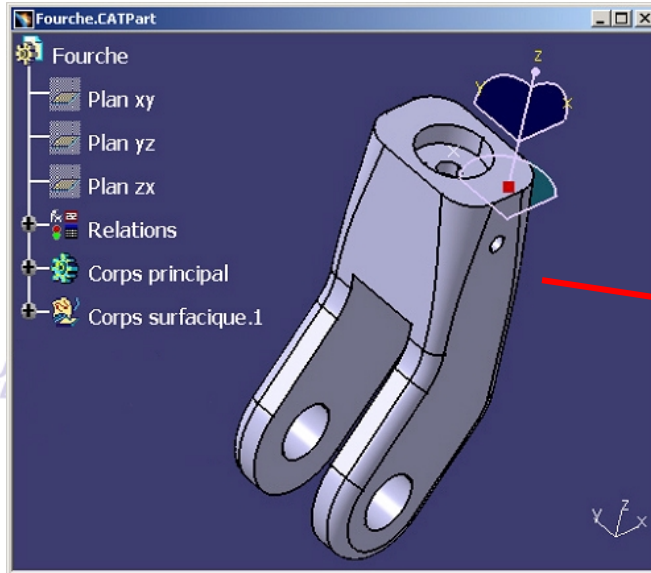 Fourche.CATPart
Fourche
Plan xy
Plan yz
Plan zx
Relations
Corps principal
Corps surfacique.1
z
y
x
y z x